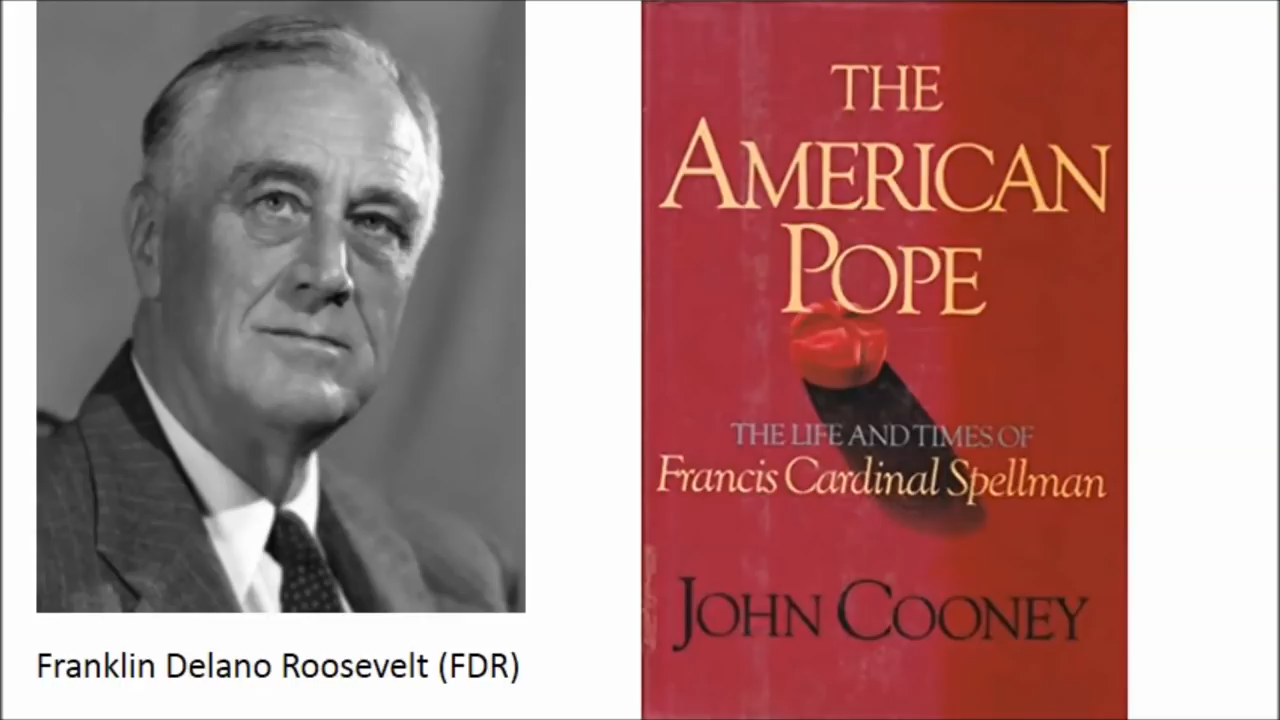 Franklin Delano Roosevelt (FDR)
THE
AMERICAN
POPE
THE LIFE AND TIMES OF
Francis Cardinal Spellman
JOHN COONEY